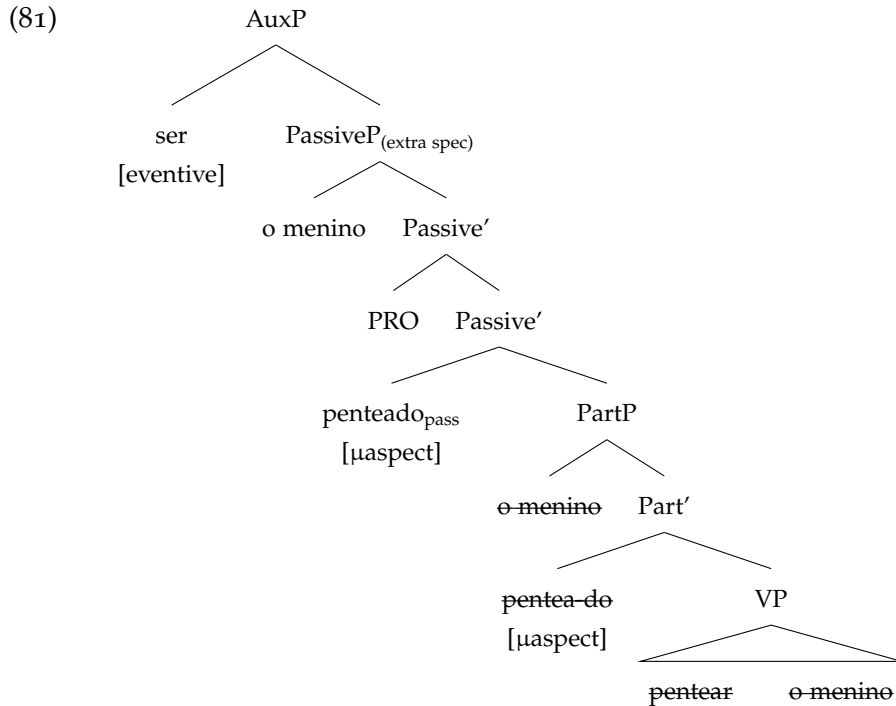 (81)
AuxP
ser PassiveP(extra spec)
[eventive]
o menino Passive’
PRO Passive’
penteadopass PartP
[μaspect]
o menino Part’
pentea-do VP
[μaspect]
pentear o menino